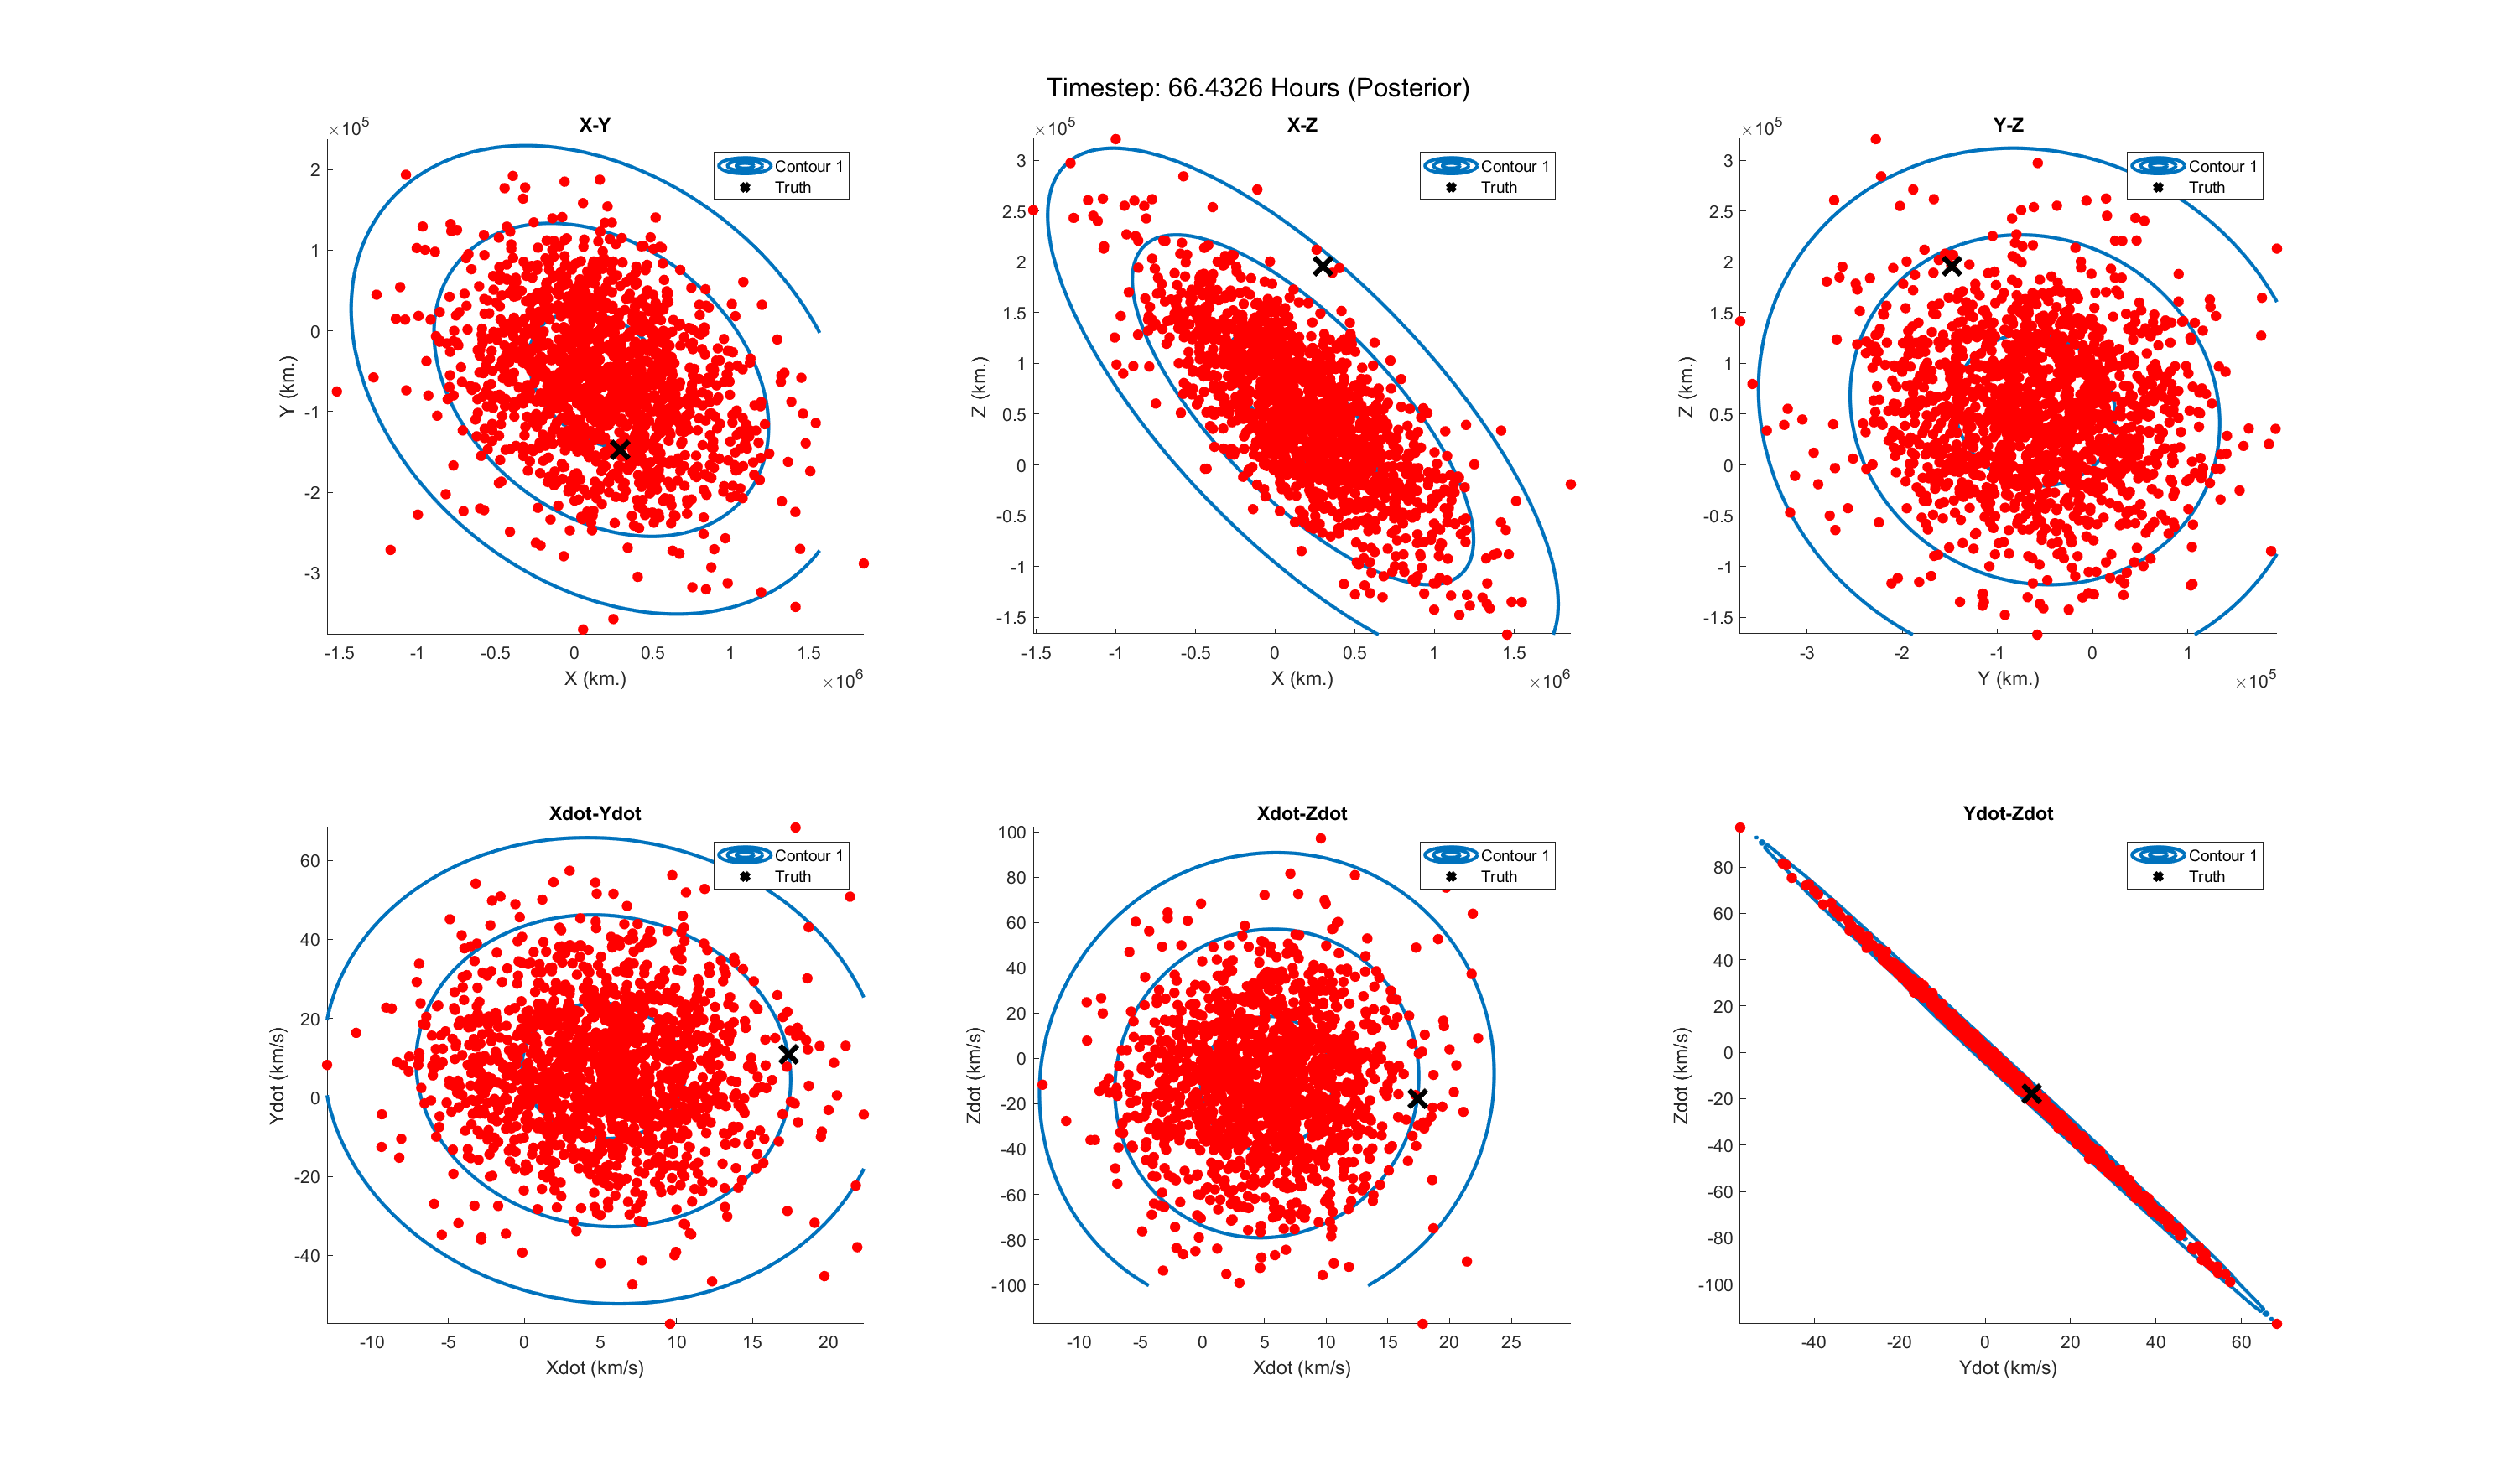 Timestep: 66.4326 Hours (Posterior)
X-Y
×10^5
2
1
0
-1
-2
-3
Y (km.)
-1.5 -1 -0.5 0 0.5 1 1.5
X (km.)
×10^6
Contour 1
Truth
X-Z
×10^5
3
2.5
2
1.5
1
0.5
0
-0.5
-1
-1.5
Z (km.)
-1.5 -1 -0.5 0 0.5 1 1.5
X (km.)
×10^6
Contour 1
Truth
Y-Z
×10^5
3
2.5
2
1.5
1
0.5
0
-0.5
-1
-1.5
Z (km.)
-3 -2 -1 0 1
Y (km.)
×10^5
Contour 1
Truth
Xdot-Ydot
60
40
20
0
-20
-40
Ydot (km/s)
-10 -5 0 5 10 15 20
Xdot (km/s)
Contour 1
Truth
Xdot-Zdot
100
80
60
40
20
0
-20
-40
-60
-80
-100
Zdot (km/s)
-10 -5 0 5 10 15 20 25
Xdot (km/s)
Contour 1
Truth
Ydot-Zdot
80
60
40
20
0
-20
-40
-60
-80
-100
Zdot (km/s)
-40 -20 0 20 40 60
Ydot (km/s)
Contour 1
Truth